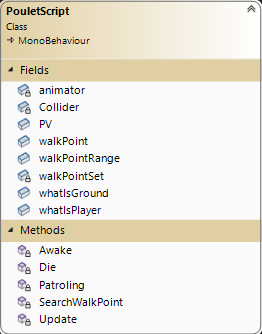 PouletScript
Class
MonoBehaviour
Fields
animator
Collider
PV
walkPoint
walkPointRange
walkPointSet
whatIsGround
whatIsPlayer
Methods
Awake
Die
Patroling
SearchWalkPoint
Update